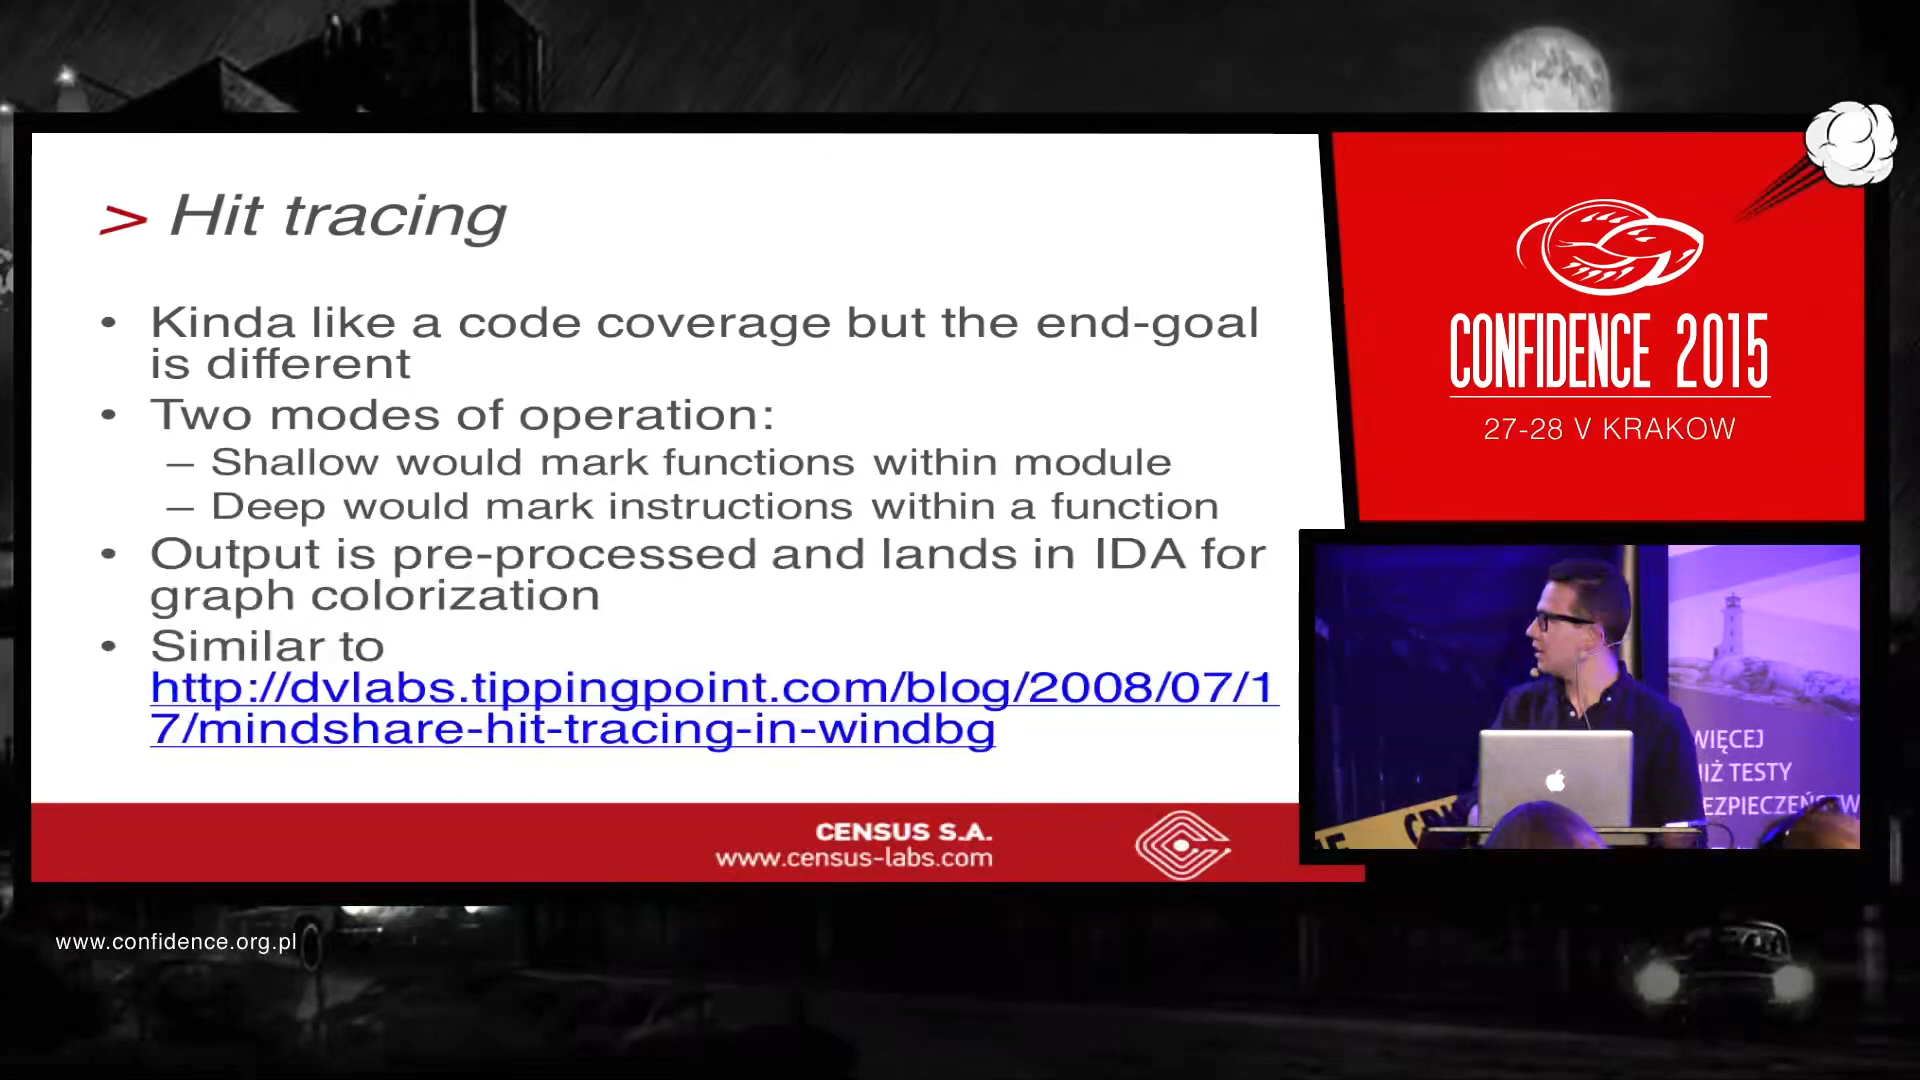 > Hit tracing
• Kinda like a code coverage but the end-goal
is different
• Two modes of operation:
– Shallow would mark functions within module
– Deep would mark instructions within a function
• Output is pre-processed and lands in IDA for
graph colorization
• Similar to
http://dvlabs.tippingpoint.com/blog/2008/07/1
7/mindshare-hit-tracing-in-windbg
CENSUS S.A.
www.census-labs.com
CONFIDENCE 2015
27-28 V KRAKOW
WIĘCEJ
NIŻ TESTY
www.confidence.org.pl